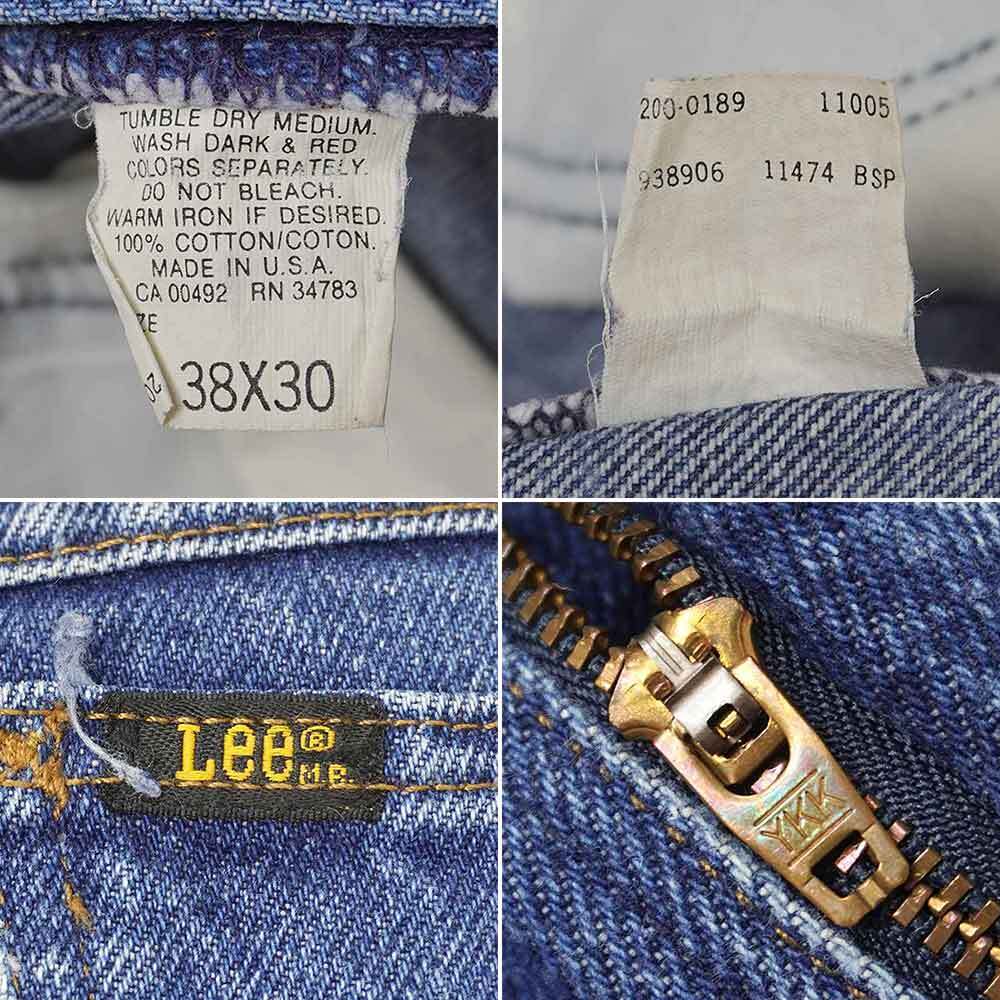 TUMBLE DRY MEDIUM.
WASH DARK & RED
COLORS SEPARATELY.
DO NOT BLEACH.
WARM IRON IF DESIRED.
100% COTTON/COTON.
MADE IN U.S.A.
CA 00492 RN 34783
ZE
38X30
200-0189 11005
938906 11474 BSP
Lee®
M.R.
YKK